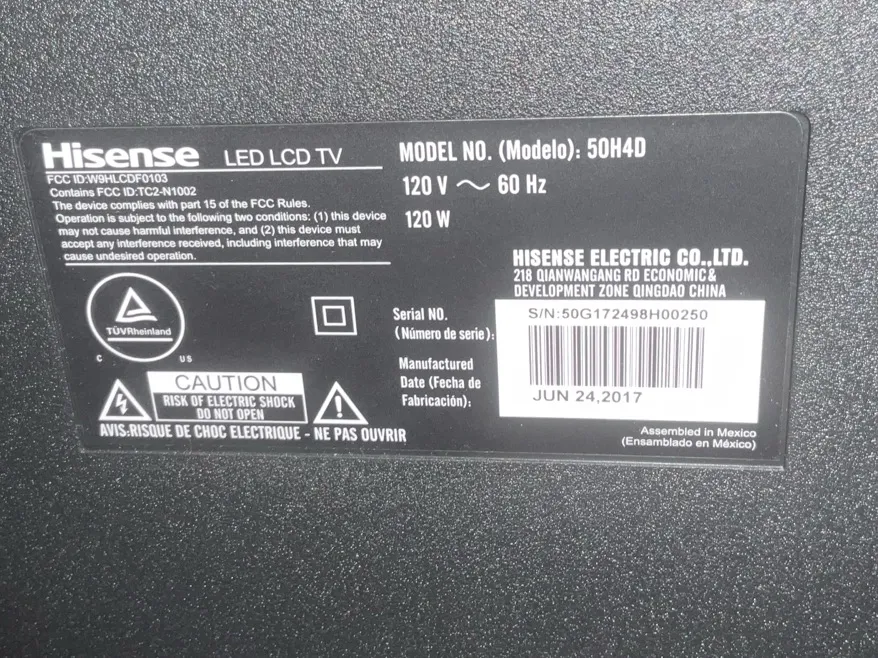 Hisense LED LCD TV
FCC ID:W9HLCDF0103
Contains FCC ID:TC2-N1002
The device complies with part 15 of the FCC Rules.
Operation is subject to the following two conditions: (1) this device
may not cause harmful interference, and (2) this device must
accept any interference received, including interference that may
cause undesired operation.
MODEL NO. (Modelo): 50H4D
120 V ~ 60 Hz
120 W
HISENSE ELECTRIC CO.,LTD.
218 QIANWANGANG RD ECONOMIC&
DEVELOPMENT ZONE QINGDAO CHINA
TÜVRheinland
C US
CAUTION
RISK OF ELECTRIC SHOCK
DO NOT OPEN
AVIS:RISQUE DE CHOC ELECTRIQUE - NE PAS OUVRIR
Serial NO.
(Número de serie):
S/N:50G172498H00250
Manufactured
Date (Fecha de
Fabricación):
JUN 24,2017
Assembled in Mexico
(Ensamblado en México)